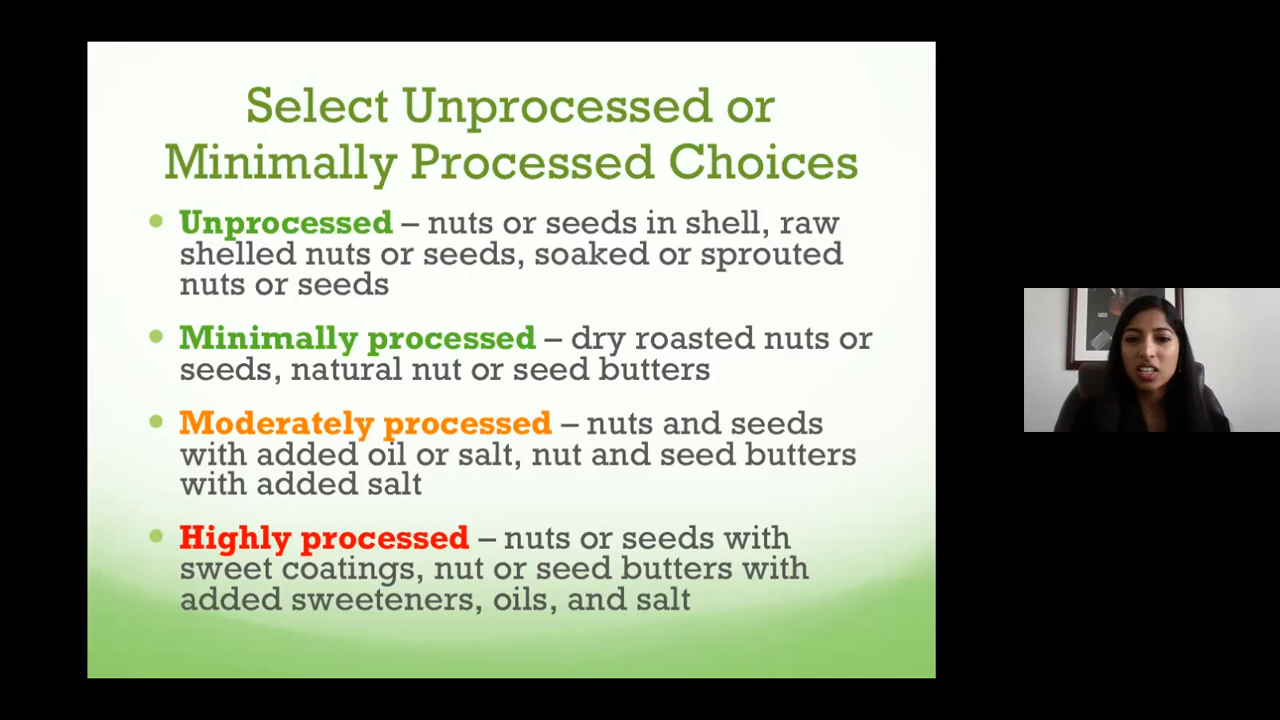 Select Unprocessed or
Minimally Processed Choices
Unprocessed – nuts or seeds in shell, raw
shelled nuts or seeds, soaked or sprouted
nuts or seeds
Minimally processed – dry roasted nuts or
seeds, natural nut or seed butters
Moderately processed – nuts and seeds
with added oil or salt, nut and seed butters
with added salt
Highly processed – nuts or seeds with
sweet coatings, nut or seed butters with
added sweeteners, oils, and salt